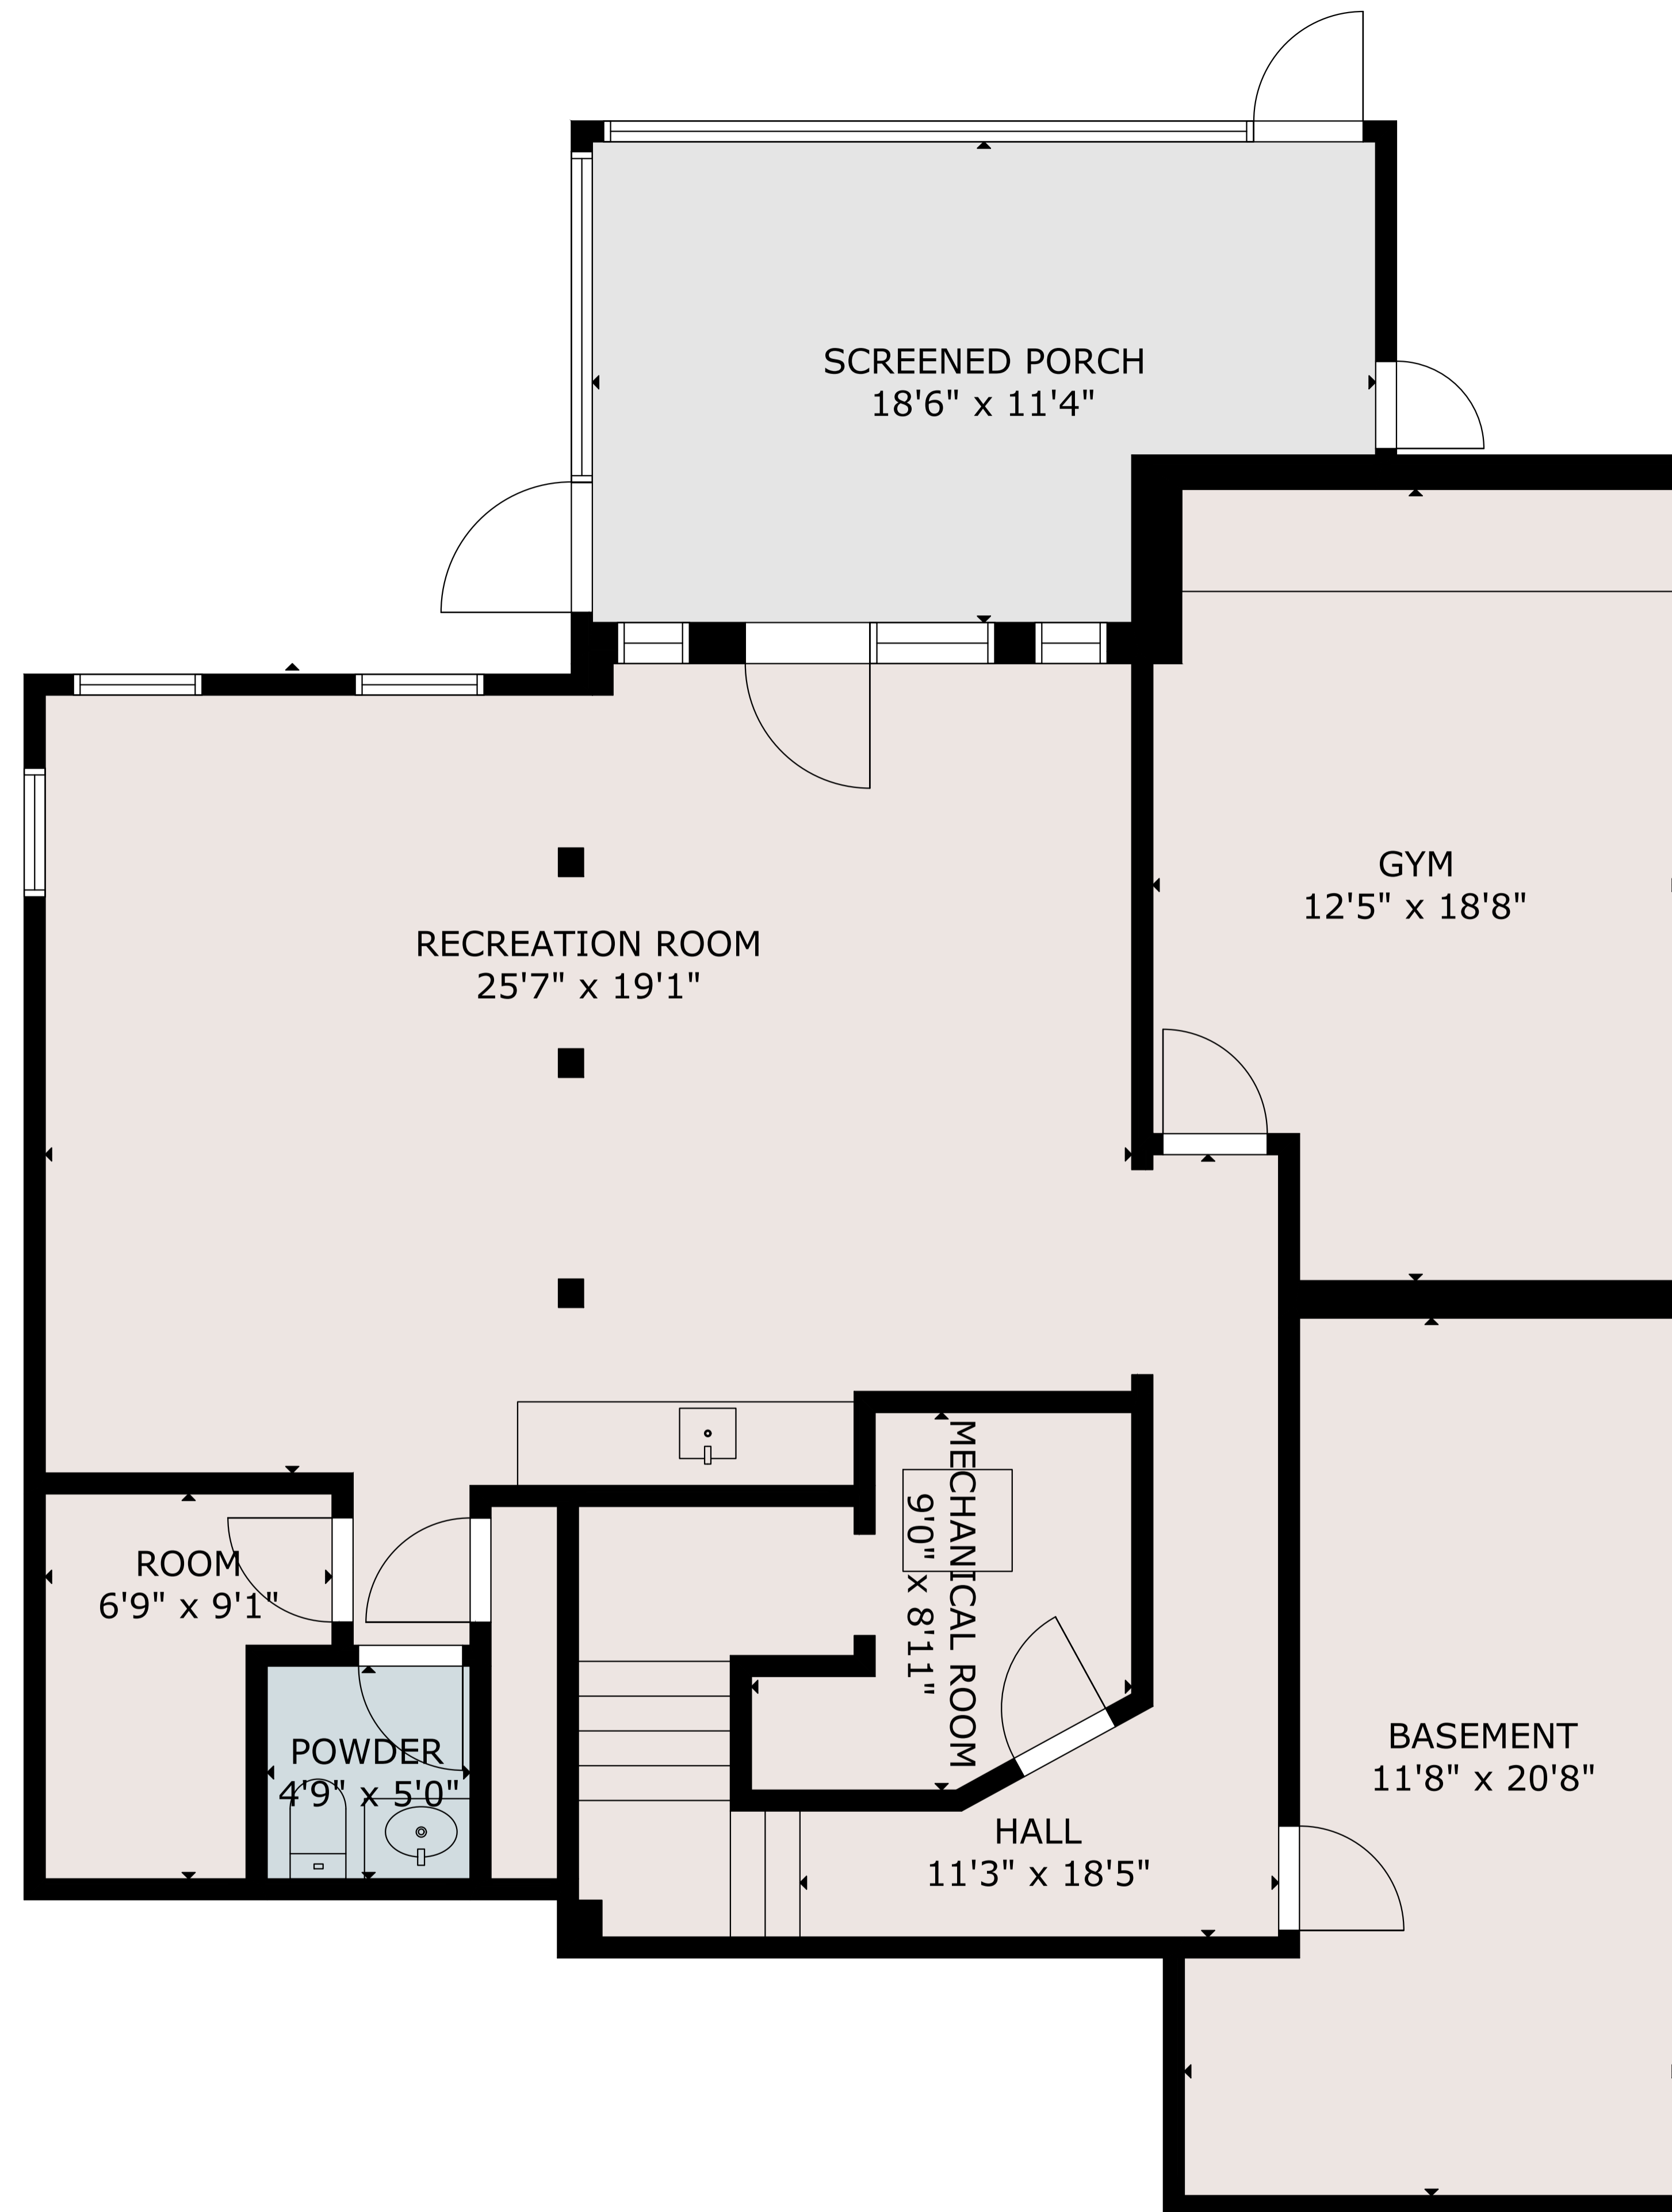 SCREENED PORCH
18'6" x 11'4"
GYM
12'5" x 18'8"
RECREATION ROOM
25'7" x 19'1"
MECHANICAL ROOM
9'0" x 8'11"
ROOM
6'9" x 9'1"
POWDER
4'9" x 5'0"
BASEMENT
11'8" x 20'8"
HALL
11'3" x 18'5"